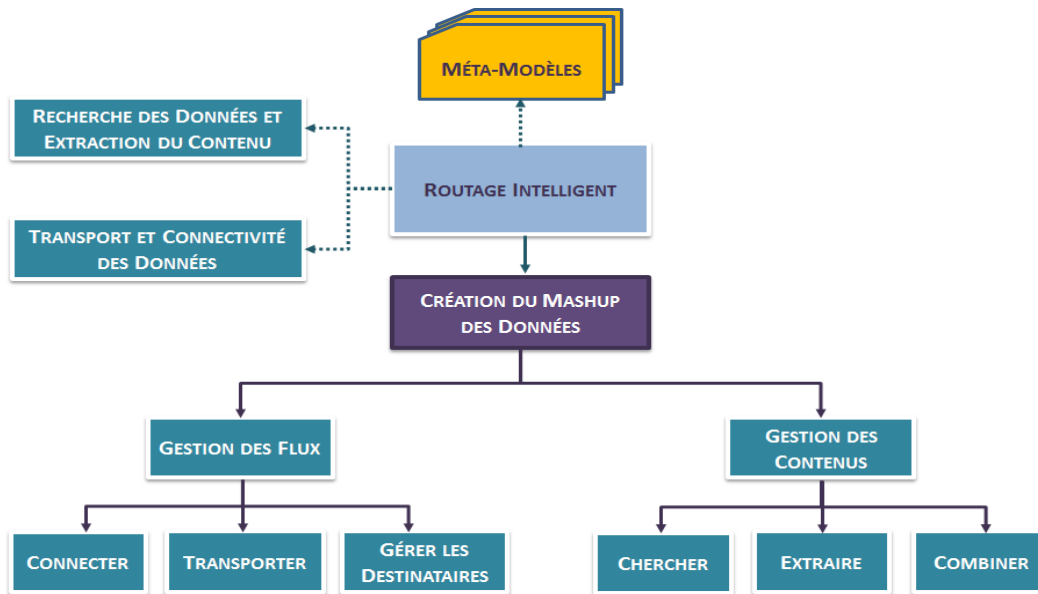 MÉTA-MODÈLES
RECHERCHE DES DONNÉES ET
EXTRACTION DU CONTENU
ROUTAGE INTELLIGENT
TRANSPORT ET CONNECTIVITÉ
DES DONNÉES
CRÉATION DU MASHUP
DES DONNÉES
GESTION DES FLUX
GESTION DES
CONTENUS
CONNECTER
TRANSPORTER
GÉRER LES
DESTINATAIRES
CHERCHER
EXTRAIRE
COMBINER